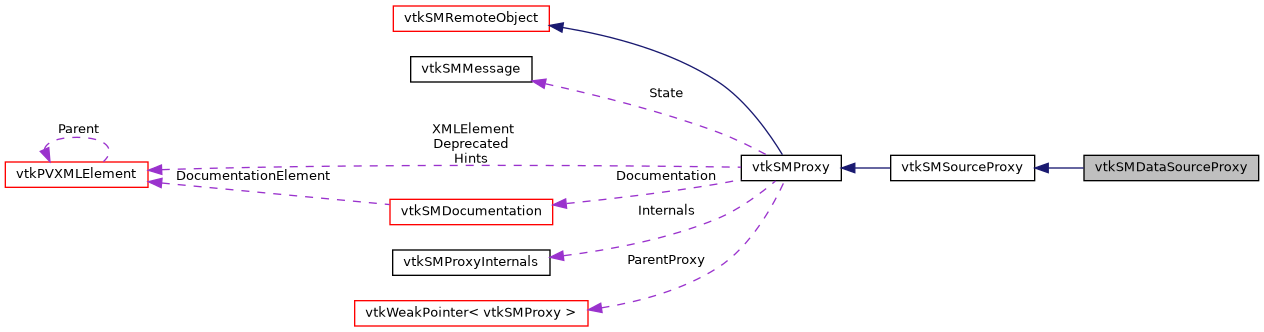 vtkSMRemoteObject
vtkSMMessage
State
Parent
XMLElement
Deprecated
Hints
vtkPVXMLElement
DocumentationElement
Documentation
vtkSMProxy
vtkSMSourceProxy
vtkSMDataSourceProxy
vtkSMDocumentation
Internals
vtkSMProxyInternals
ParentProxy
vtkWeakPointer< vtkSMProxy >